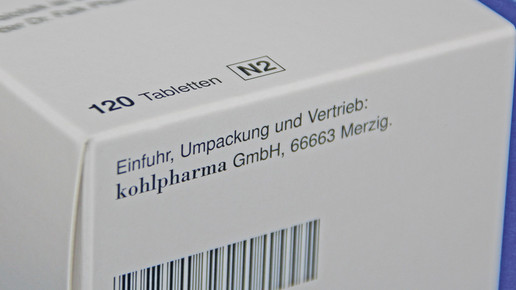 120 Tabletten N2
Einfuhr, Umpackung und Vertrieb:
kohlpharma GmbH, 66663 Merzig.